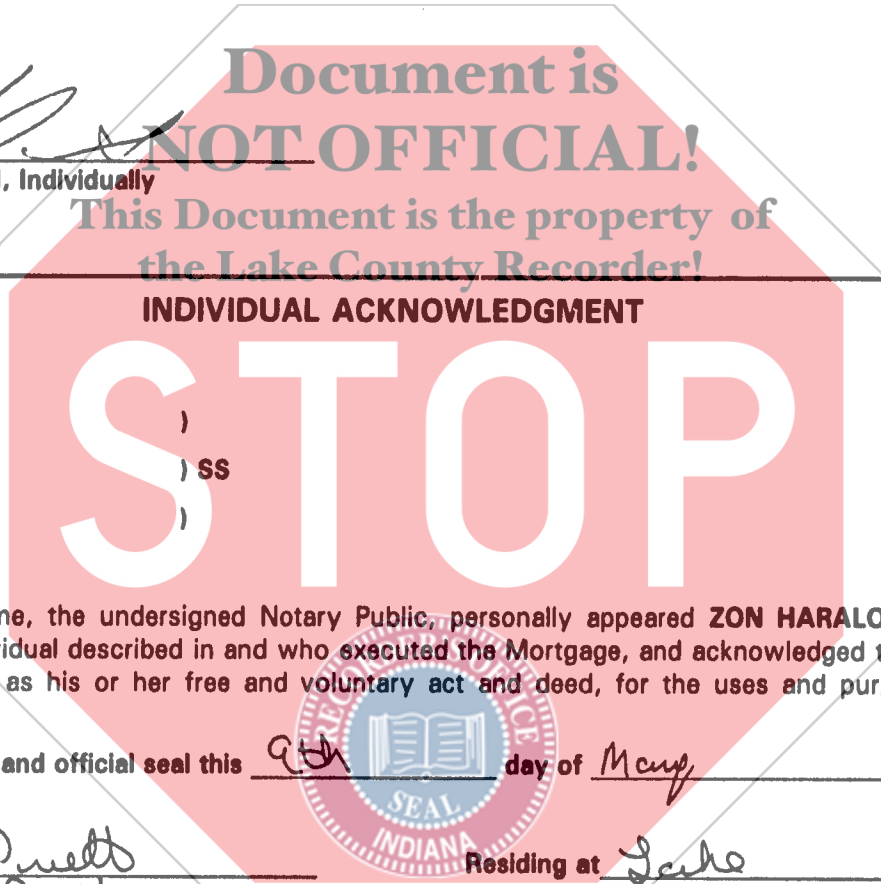 Document is
NOT OFFICIAL!
, Individually
This Document is the property of
the Lake County Recorder!
INDIVIDUAL ACKNOWLEDGMENT
STOP
)
) SS
)
me, the undersigned Notary Public, personally appeared ZON HARALO
vidual described in and who executed the Mortgage, and acknowledged
as his or her free and voluntary act and deed, for the uses and pur
RECORDER'S OFFICE
and official seal this 9th day of May
SEAL
INDIANA
Residing at Lake